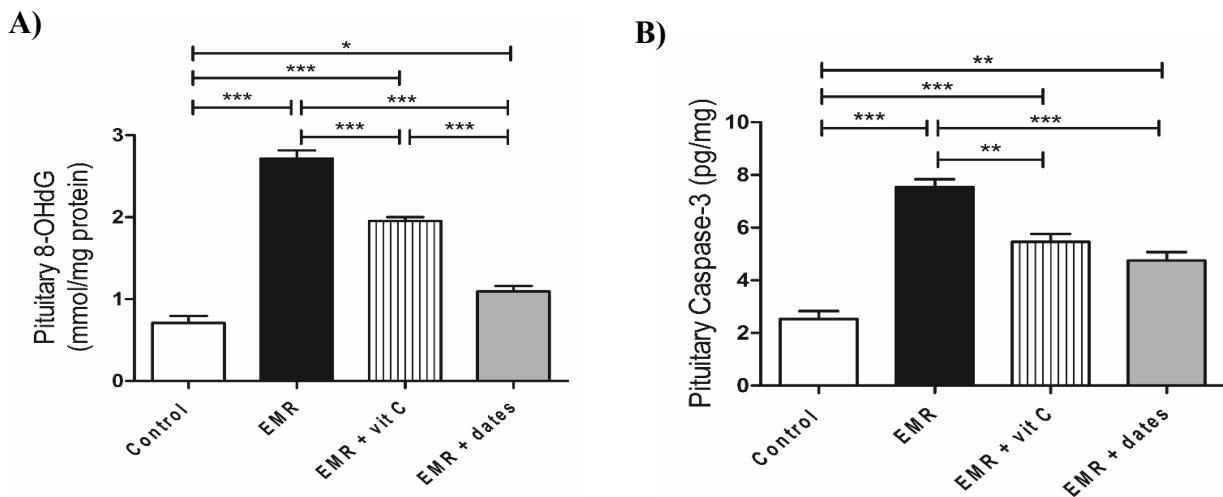 A)
*
***
*** ***
*** ***
Pituitary 8-OHdG
(mmol/mg protein)
3
2
1
0
Control
EMR
EMR + vit C
EMR + dates
B)
**
***
*** ***
**
Pituitary Caspase-3 (pg/mg)
10
8
6
4
2
0
Control
EMR
EMR + vit C
EMR + dates